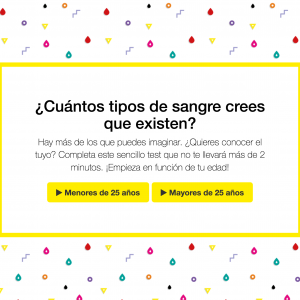 ¿Cuántos tipos de sangre crees
que existen?
Hay más de los que puedes imaginar. ¿Quieres conocer el
tuyo? Completa este sencillo test que no te llevará más de 2
minutos. ¡Empieza en función de tu edad!
▶ Menores de 25 años ▶ Mayores de 25 años